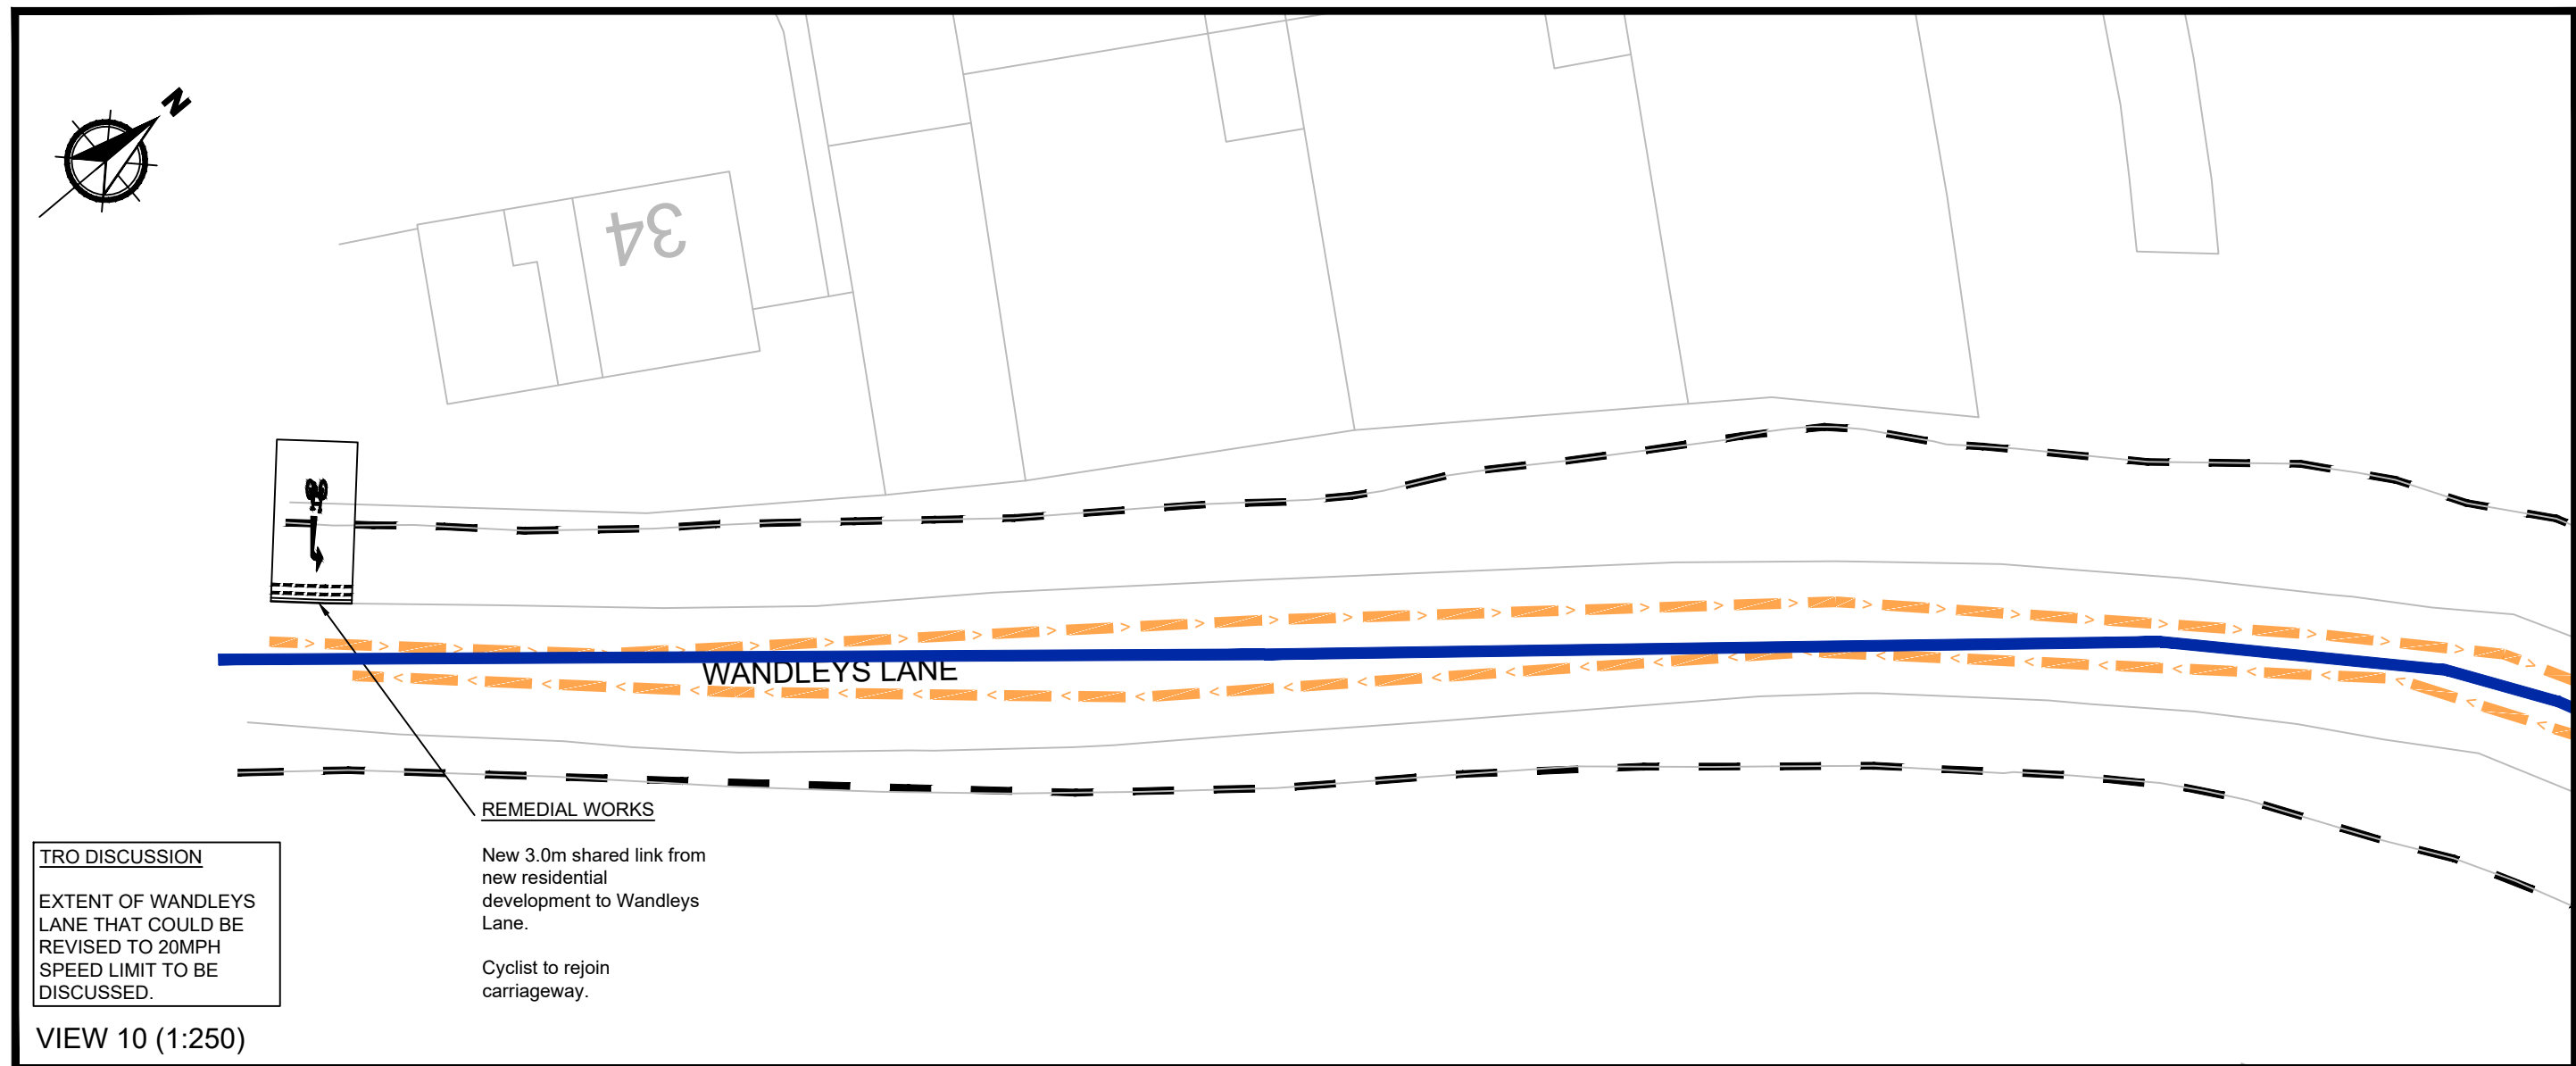 N
34
WANDLEYS LANE
REMEDIAL WORKS
New 3.0m shared link from
new residential
development to Wandleys
Lane.
Cyclist to rejoin
carriageway.
TRO DISCUSSION
EXTENT OF WANDLEYS
LANE THAT COULD BE
REVISED TO 20MPH
SPEED LIMIT TO BE
DISCUSSED.
VIEW 10 (1:250)